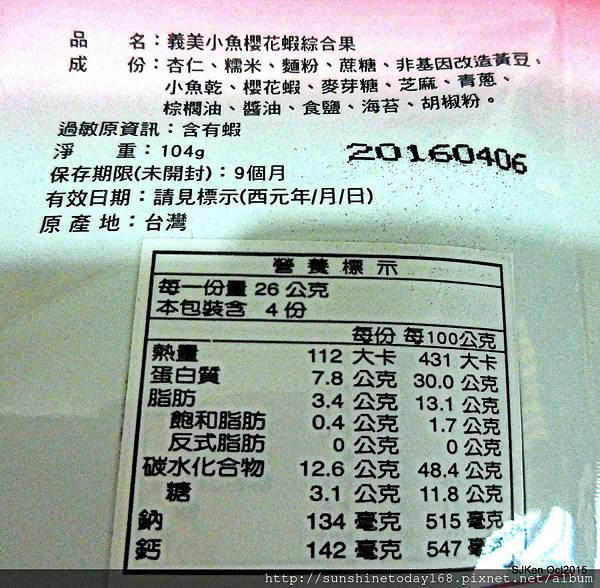 品　　名：義美小魚櫻花蝦綜合果
成　　份：杏仁、糯米、麵粉、蔗糖、非基因改造黃豆、
小魚乾、櫻花蝦、麥芽糖、芝麻、青蔥、
棕櫚油、醬油、食鹽、海苔、胡椒粉。
過敏原資訊：含有蝦
淨　　重：104g
20160406
保存期限(未開封)：9個月
有效日期：請見標示(西元年/月/日)
原 產 地：台灣
營 養 標 示
每一份量 26 公克
本包裝含 4 份
每份 每100公克
熱量 112 大卡 431 大卡
蛋白質 7.8 公克 30.0 公克
脂肪 3.4 公克 13.1 公克
飽和脂肪 0.4 公克 1.7 公克
反式脂肪 0 公克 0 公克
碳水化合物 12.6 公克 48.4 公克
糖 3.1 公克 11.8 公克
鈉 134 毫克 515 毫克
鈣 142 毫克 547 毫
SJKen Oct2015
http://sunshinetoday168.pixnet.net/album